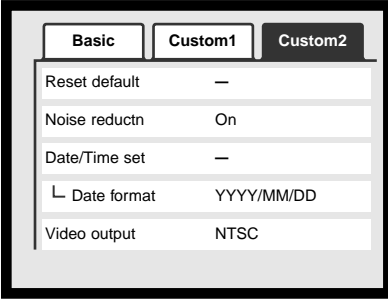 Basic Custom1 Custom2
Reset default —
Noise reductn On
Date/Time set —
Date format YYYY/MM/DD
Video output NTSC